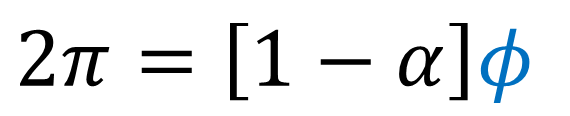 2𝜋 = [1 − 𝛼]𝜙